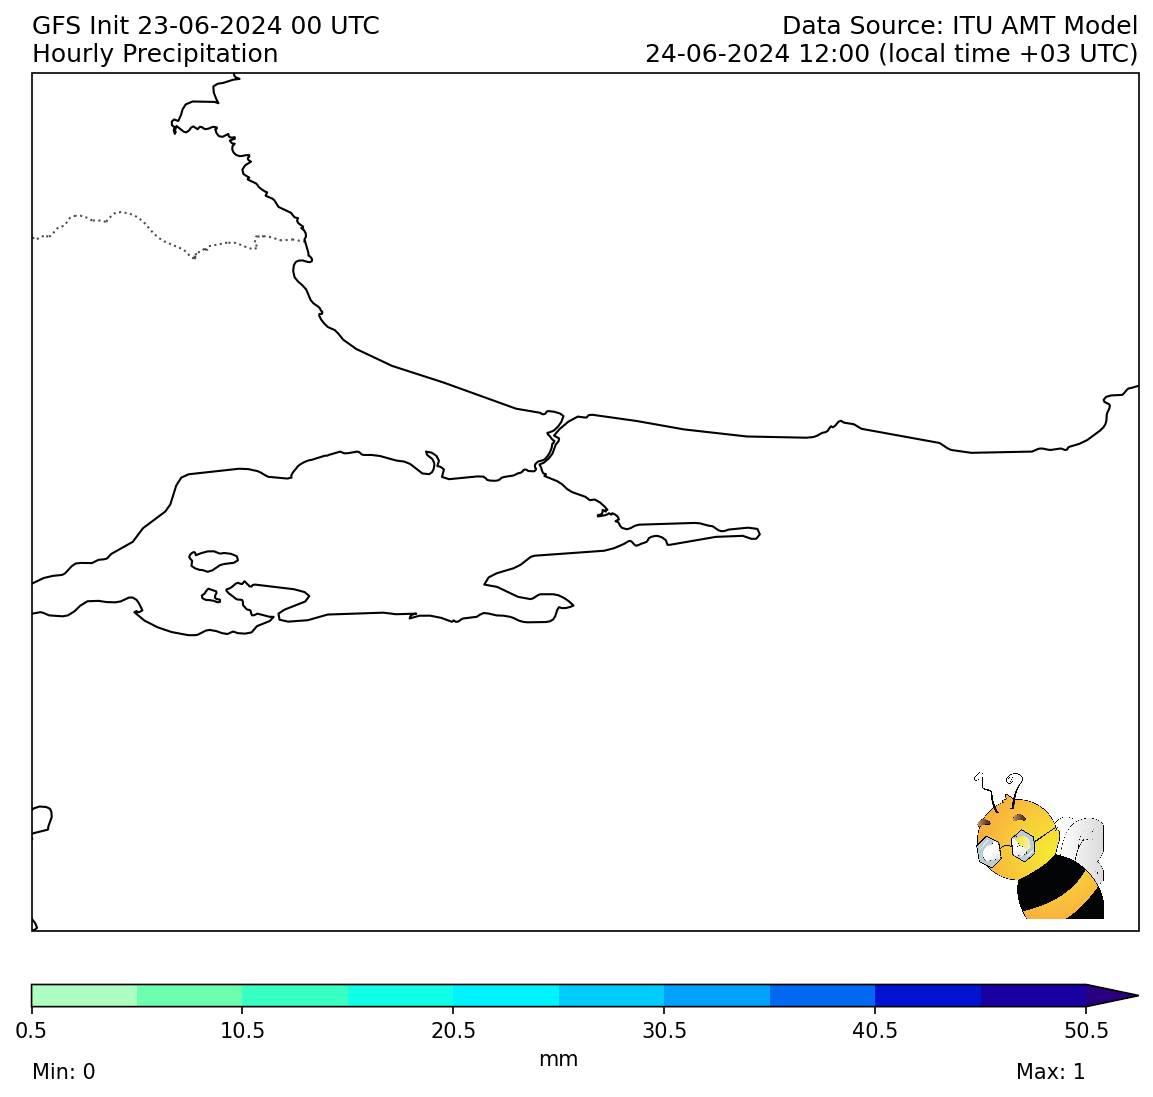 GFS Init 23-06-2024 00 UTC
Data Source: ITU AMT Model
Hourly Precipitation
24-06-2024 12:00 (local time +03 UTC)
0.5 10.5 20.5 30.5 40.5 50.5
mm
Min: 0
Max: 1